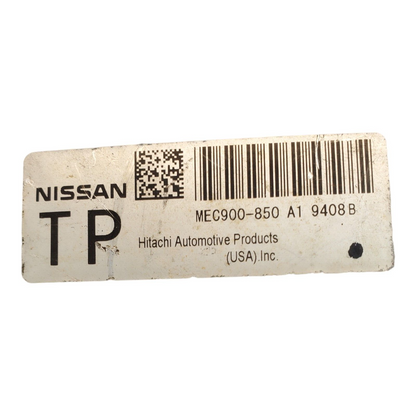 NISSAN
TP
MEC900-850 A1 9408B
Hitachi Automotive Products
(USA).Inc.